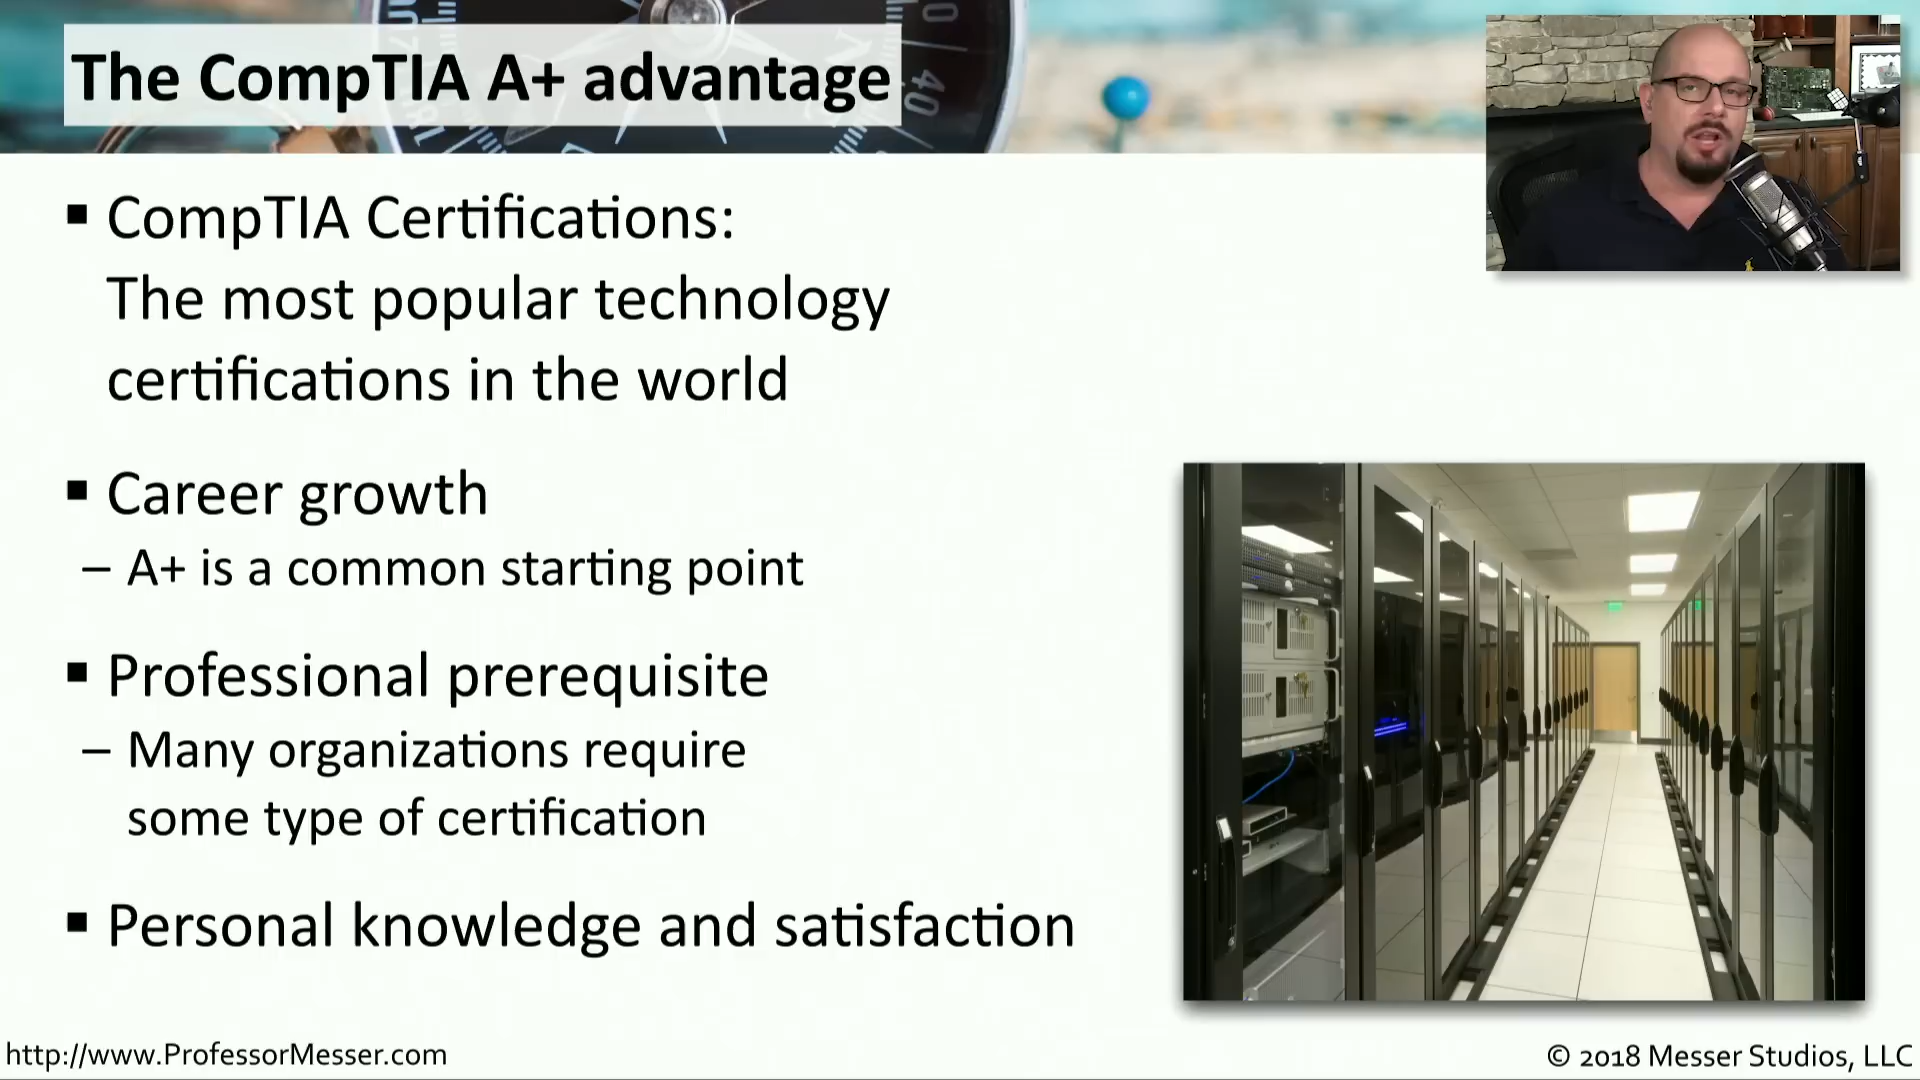 The CompTIA A+ advantage
▪ CompTIA Certifications:
The most popular technology
certifications in the world
▪ Career growth
– A+ is a common starting point
▪ Professional prerequisite
– Many organizations require
some type of certification
▪ Personal knowledge and satisfaction
http://www.ProfessorMesser.com
© 2018 Messer Studios, LLC
40